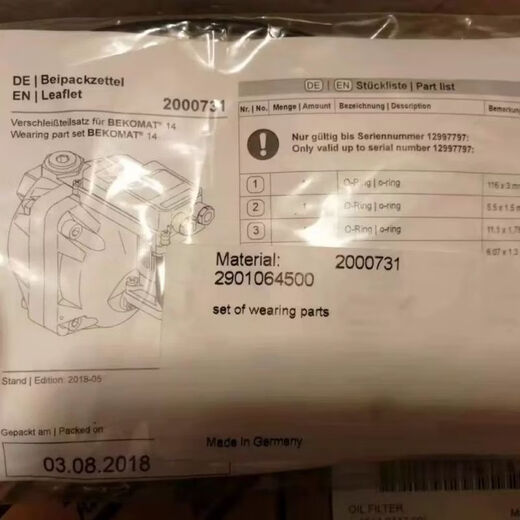 DE | Beipackzettel
EN | Leaflet
2000731
Verschleißteilsatz für BEKOMAT® 14
Wearing part set BEKOMAT® 14
DE | EN Stückliste | Part list
Nr. | No. Menge | Amount Bezeichnung | Description
Nur gültig bis Seriennummer 12997797:
Only valid up to serial number 12997797:
1 O-Ring | o-ring 116 x 3 m
2 1 O-Ring | o-ring 5.5 x 1.5 m
3 O-Ring | o-ring
Material: 2000731
2901064500
set of wearing parts
Stand | Edition: 2018-05
Gepackt am | Packed on
03.08.2018
Made in Germany
OIL FILTER